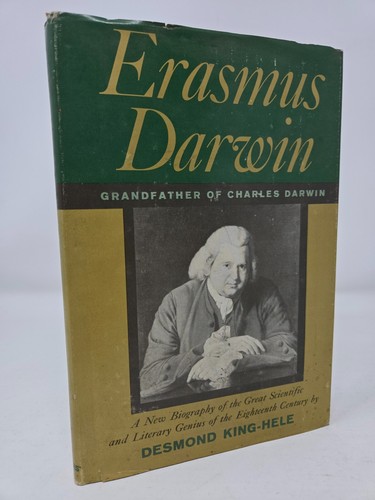 Erasmus
Darwin
GRANDFATHER OF CHARLES DARWIN
A New Biography of the Great Scientific
and Literary Genius of the Eighteenth Century by
DESMOND KING-HELE